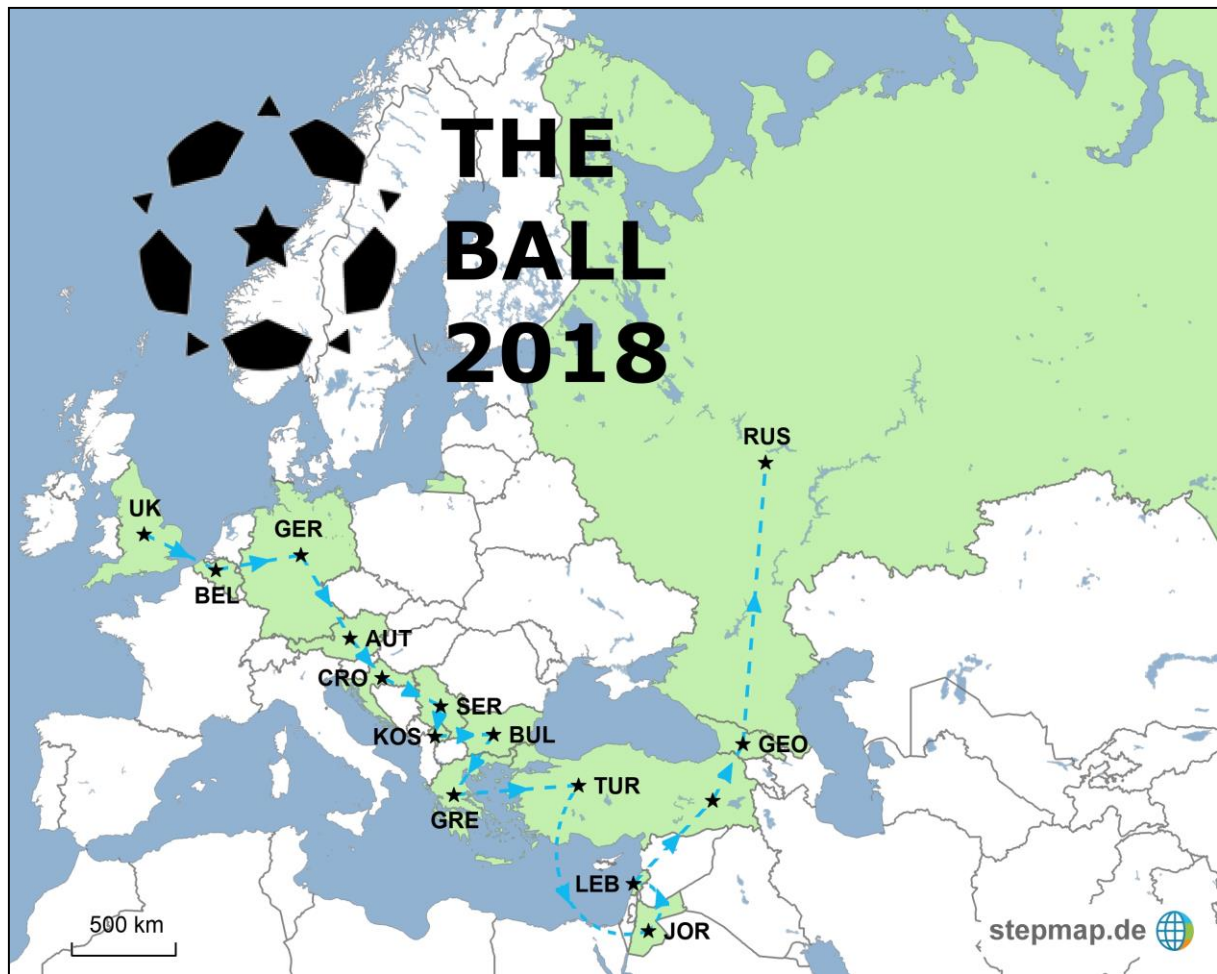 THE
BALL
2018
RUS
UK
GER
BEL
AUT
CRO
SER
KOS
BUL
GEO
TUR
GRE
LEB
JOR
500 km
stepmap.de